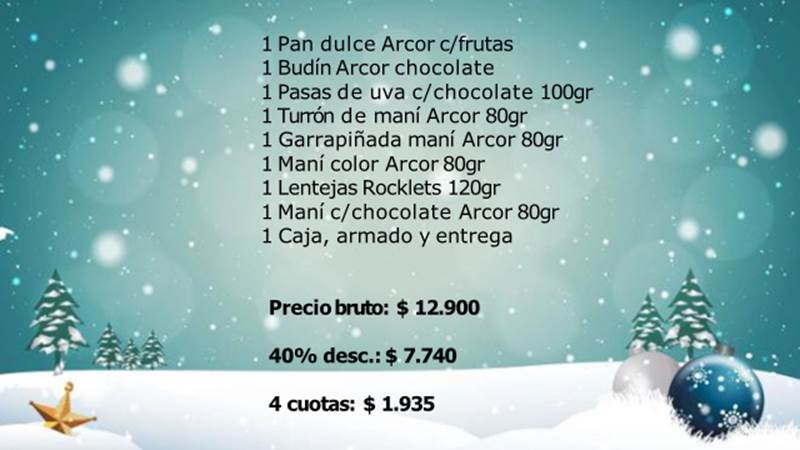 1 Pan dulce Arcor c/frutas
1 Budín Arcor chocolate
1 Pasas de uva c/chocolate 100gr
1 Turrón de maní Arcor 80gr
1 Garrapiñada maní Arcor 80gr
1 Maní color Arcor 80gr
1 Lentejas Rocklets 120gr
1 Maní c/chocolate Arcor 80gr
1 Caja, armado y entrega
Precio bruto: $ 12.900
40% desc.: $ 7.740
4 cuotas: $ 1.935